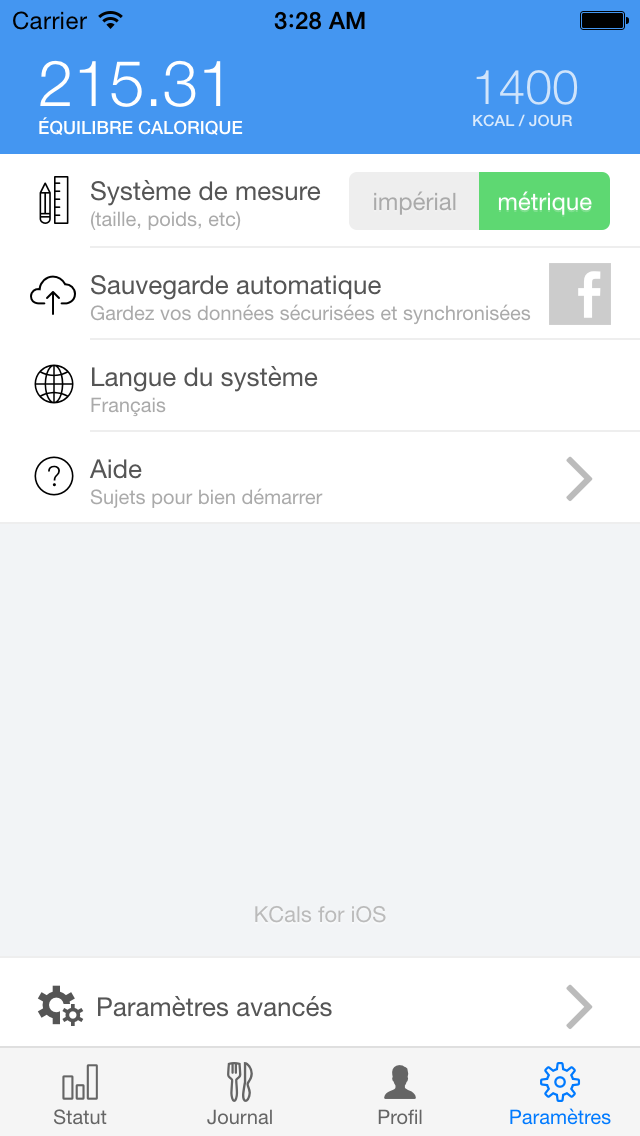 Carrier 3:28 AM
215.31 1400
ÉQUILIBRE CALORIQUE KCAL / JOUR
Système de mesure impérial métrique
(taille, poids, etc)
Sauvegarde automatique
Gardez vos données sécurisées et synchronisées
Langue du système
Français
Aide
Sujets pour bien démarrer
KCals for iOS
Paramètres avancés
Statut Journal Profil Paramètres